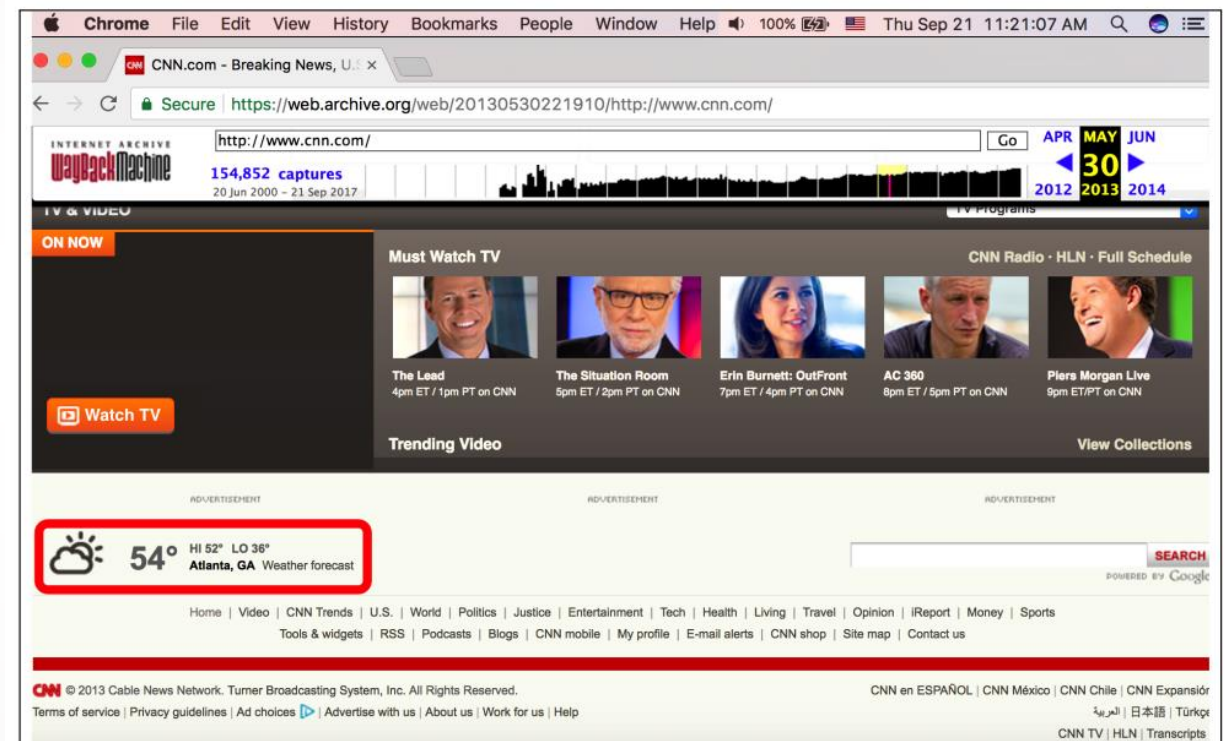 Chrome File Edit View History Bookmarks People Window Help 100% Thu Sep 21 11:21:07 AM
CNN CNN.com - Breaking News, U.S
Secure https://web.archive.org/web/20130530221910/http://www.cnn.com/
INTERNET ARCHIVE
WayBackMachine
http://www.cnn.com/ Go
154,852 captures
20 Jun 2000 - 21 Sep 2017
APR MAY JUN
30
2012 2013 2014
TV & VIDEO TV Programs
ON NOW
Must Watch TV CNN Radio · HLN · Full Schedule
The Lead
4pm ET / 1pm PT on CNN
The Situation Room
5pm ET / 2pm PT on CNN
Erin Burnett: OutFront
7pm ET / 4pm PT on CNN
AC 360
8pm ET / 5pm PT on CNN
Piers Morgan Live
9pm ET/PT on CNN
Watch TV
Trending Video View Collections
ADVERTISEMENT ADVERTISEMENT ADVERTISEMENT
54° HI 52° LO 36°
Atlanta, GA Weather forecast
SEARCH
POWERED BY Google
Home | Video | CNN Trends | U.S. | World | Politics | Justice | Entertainment | Tech | Health | Living | Travel | Opinion | iReport | Money | Sports
Tools & widgets | RSS | Podcasts | Blogs | CNN mobile | My profile | E-mail alerts | CNN shop | Site map | Contact us
CNN © 2013 Cable News Network. Turner Broadcasting System, Inc. All Rights Reserved. CNN en ESPAÑOL | CNN México | CNN Chile | CNN Expansión
Terms of service | Privacy guidelines | Ad choices | Advertise with us | About us | Work for us | Help العربية | 日本語 | Türkçe
CNN TV | HLN | Transcripts